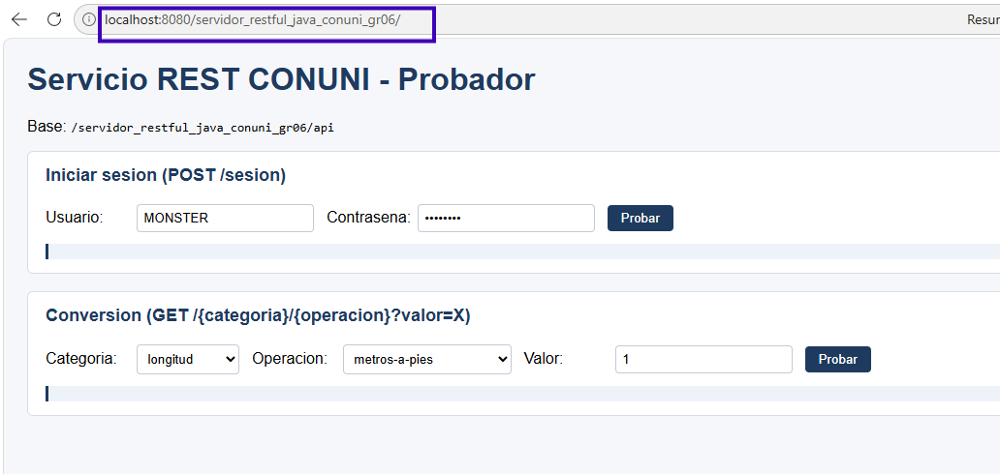 localhost:8080/servidor_restful_java_conuni_gr06/
Servicio REST CONUNI - Probador
Base: /servidor_restful_java_conuni_gr06/api
Iniciar sesion (POST /sesion)
Usuario: MONSTER Contrasena: •••••••• Probar
Conversion (GET /{categoria}/{operacion}?valor=X)
Categoria: longitud Operacion: metros-a-pies Valor: 1 Probar